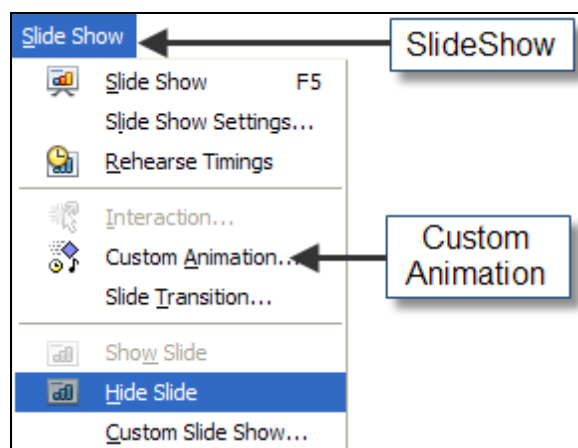 Slide Show
SlideShow
Slide Show F5
Slide Show Settings...
Rehearse Timings
Interaction...
Custom Animation...
Custom
Animation
Slide Transition...
Show Slide
Hide Slide
Custom Slide Show...